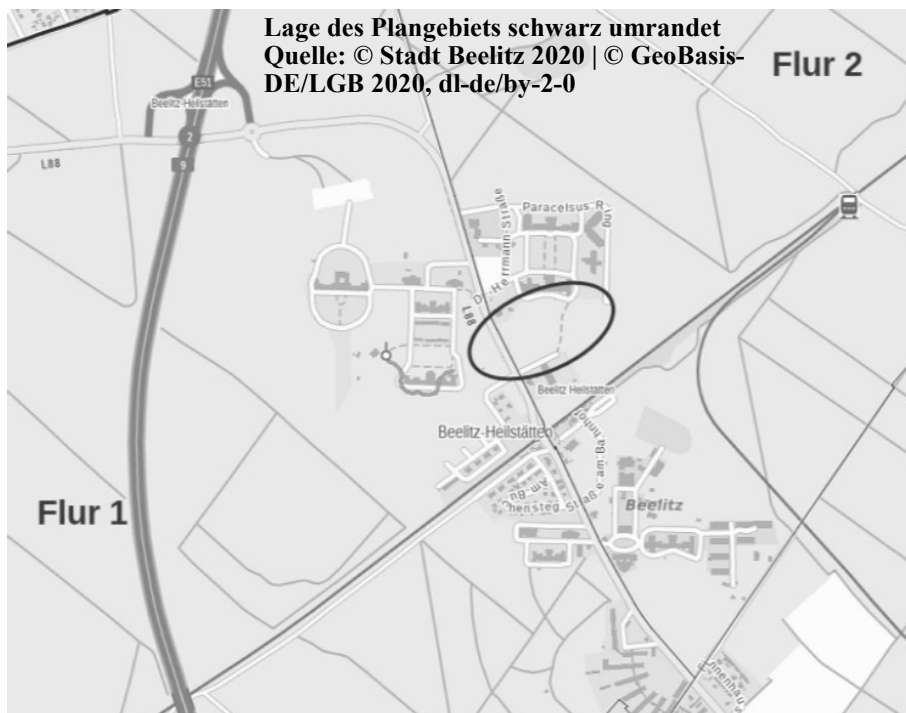 Lage des Plangebiets schwarz umrandet
Quelle: © Stadt Beelitz 2020 | © GeoBasis-
DE/LGB 2020, dl-de/by-2-0
Flur 2
E51
Beelitz-Heilstätten
2
9
L88
Paracelsus R
ing
Dr.-Herrmann-Straße
L88
Beelitz Heilstätten
Beelitz-Heilstätten
Flur 1
Beelitz